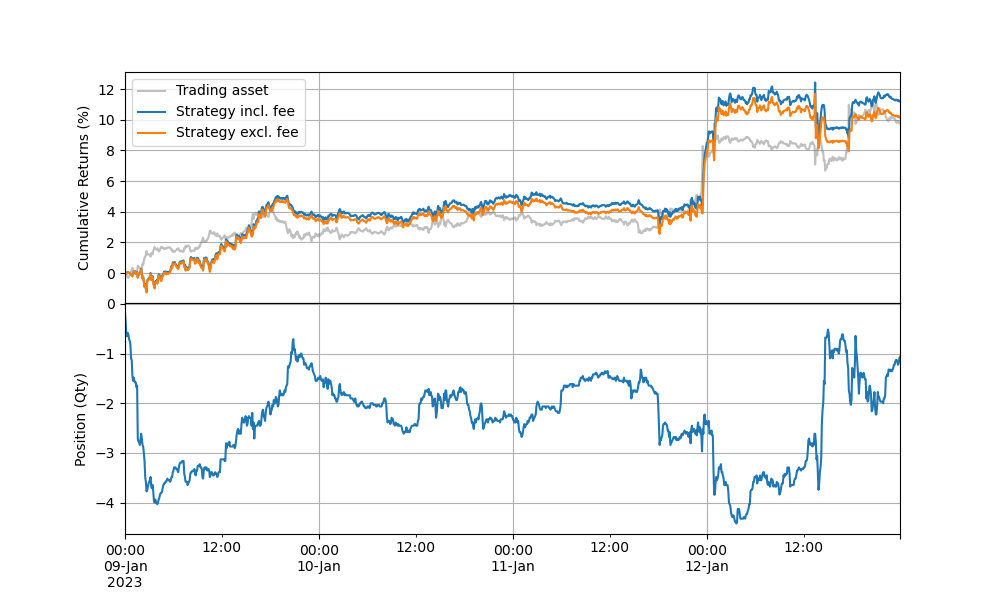 Cumulative Returns (%)
12
10
8
6
4
2
0
Trading asset
Strategy incl. fee
Strategy excl. fee
Position (Qty)
0
−1
−2
−3
−4
00:00 12:00 00:00 12:00 00:00 12:00 00:00 12:00
09-Jan 10-Jan 11-Jan 12-Jan
2023